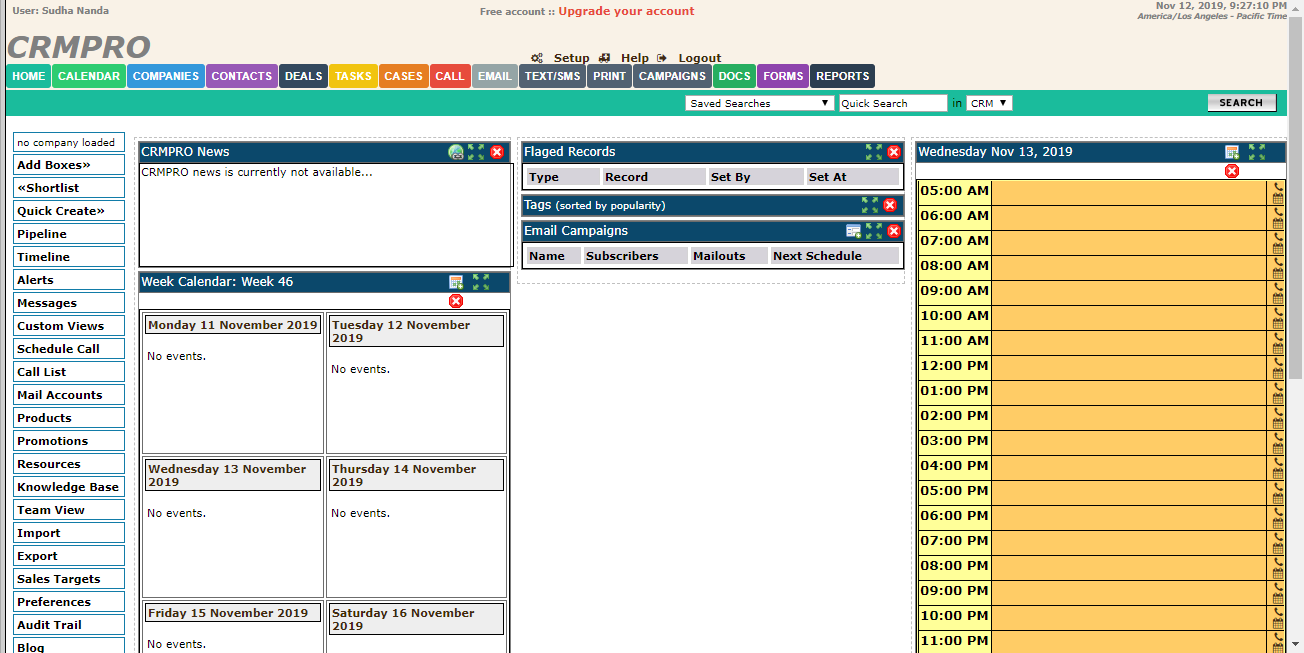 User: Sudha Nanda
Free account :: Upgrade your account
Nov 12, 2019, 9:27:10 PM
America/Los Angeles - Pacific Time
CRMPRO
Setup Help Logout
HOME CALENDAR COMPANIES CONTACTS DEALS TASKS CASES CALL EMAIL TEXT/SMS PRINT CAMPAIGNS DOCS FORMS REPORTS
Saved Searches Quick Search in CRM SEARCH
no company loaded
Add Boxes»
«Shortlist
Quick Create»
Pipeline
Timeline
Alerts
Messages
Custom Views
Schedule Call
Call List
Mail Accounts
Products
Promotions
Resources
Knowledge Base
Team View
Import
Export
Sales Targets
Preferences
Audit Trail
Blog
CRMPRO News
CRMPRO news is currently not available...
Week Calendar: Week 46
Monday 11 November 2019
No events.
Tuesday 12 November
2019
No events.
Wednesday 13 November
2019
No events.
Thursday 14 November
2019
No events.
Friday 15 November 2019
No events.
Saturday 16 November
2019
Flaged Records
Type Record Set By Set At
Tags (sorted by popularity)
Email Campaigns
Name Subscribers Mailouts Next Schedule
Wednesday Nov 13, 2019
05:00 AM
06:00 AM
07:00 AM
08:00 AM
09:00 AM
10:00 AM
11:00 AM
12:00 PM
01:00 PM
02:00 PM
03:00 PM
04:00 PM
05:00 PM
06:00 PM
07:00 PM
08:00 PM
09:00 PM
10:00 PM
11:00 PM